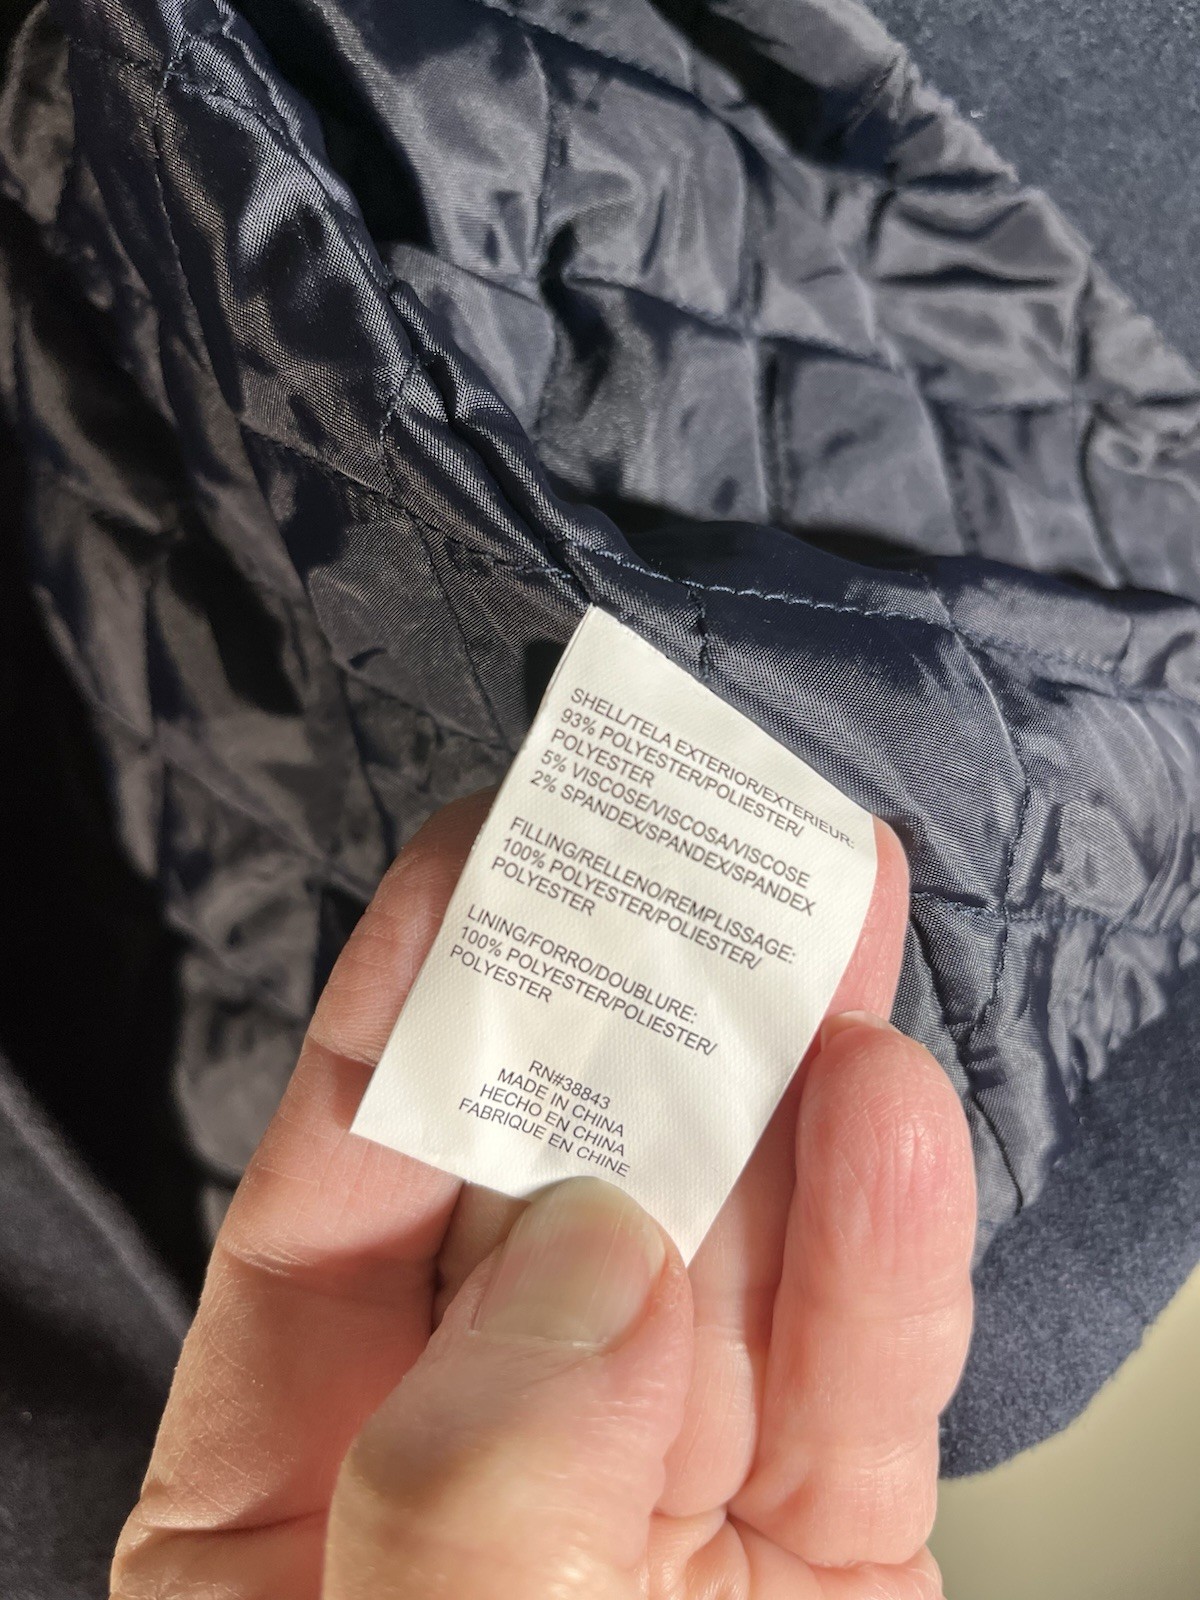 SHELL/TELA EXTERIOR/EXTERIEUR:
93% POLYESTER/POLIESTER/
POLYESTER
5% VISCOSE/VISCOSA/VISCOSE
2% SPANDEX/SPANDEX/SPANDEX
FILLING/RELLENO/REMPLISSAGE:
100% POLYESTER/POLIESTER/
POLYESTER
LINING/FORRO/DOUBLURE:
100% POLYESTER/POLIESTER/
POLYESTER
RN#38843
MADE IN CHINA
HECHO EN CHINA
FABRIQUE EN CHINE